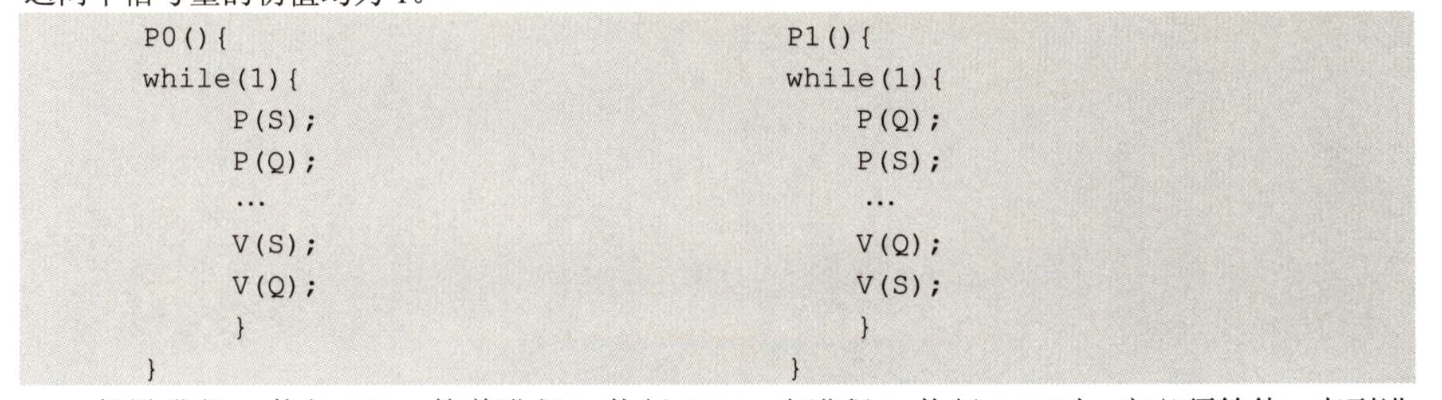 P0(){
while(1){
P(S);
P(Q);
…
V(S);
V(Q);
}
}
P1(){
while(1){
P(Q);
P(S);
…
V(Q);
V(S);
}
}